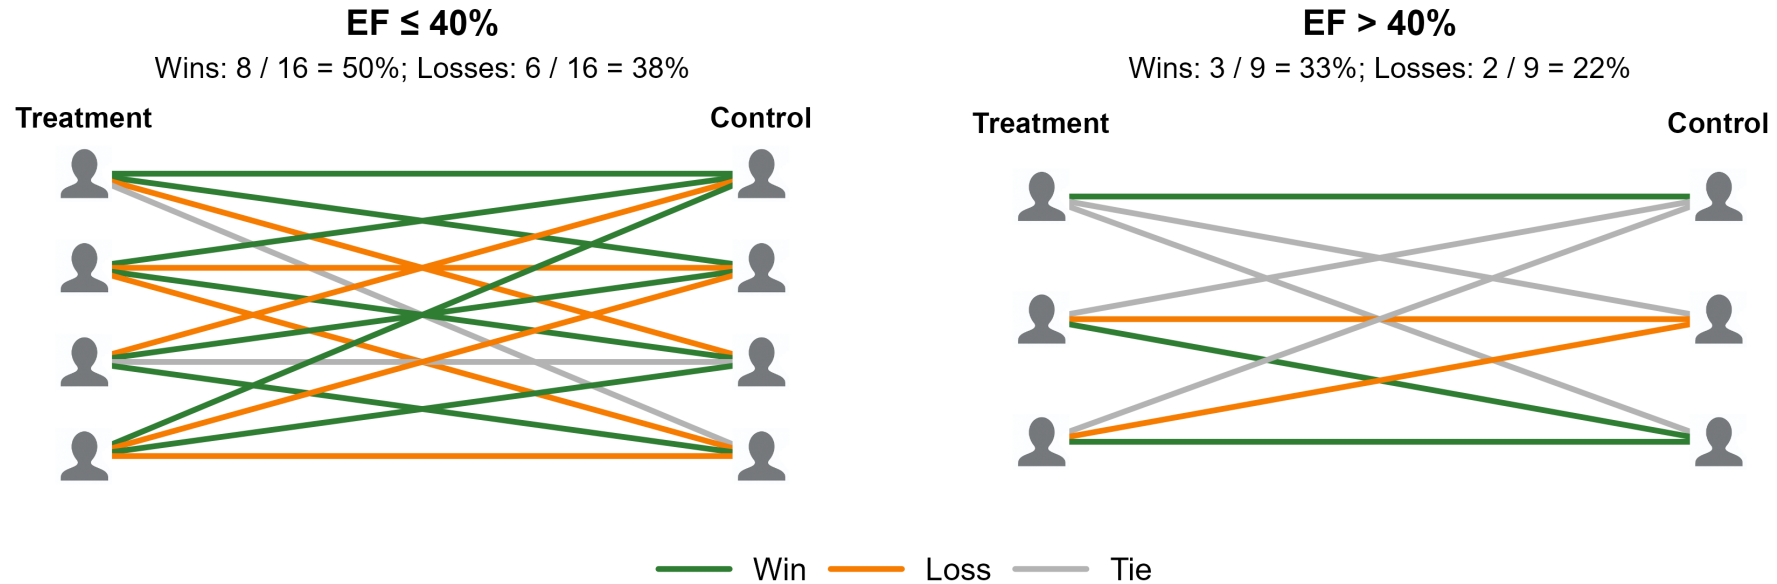 EF ≤ 40%
Wins: 8 / 16 = 50%; Losses: 6 / 16 = 38%
Treatment
Control
EF > 40%
Wins: 3 / 9 = 33%; Losses: 2 / 9 = 22%
Treatment
Control
Win
Loss
Tie